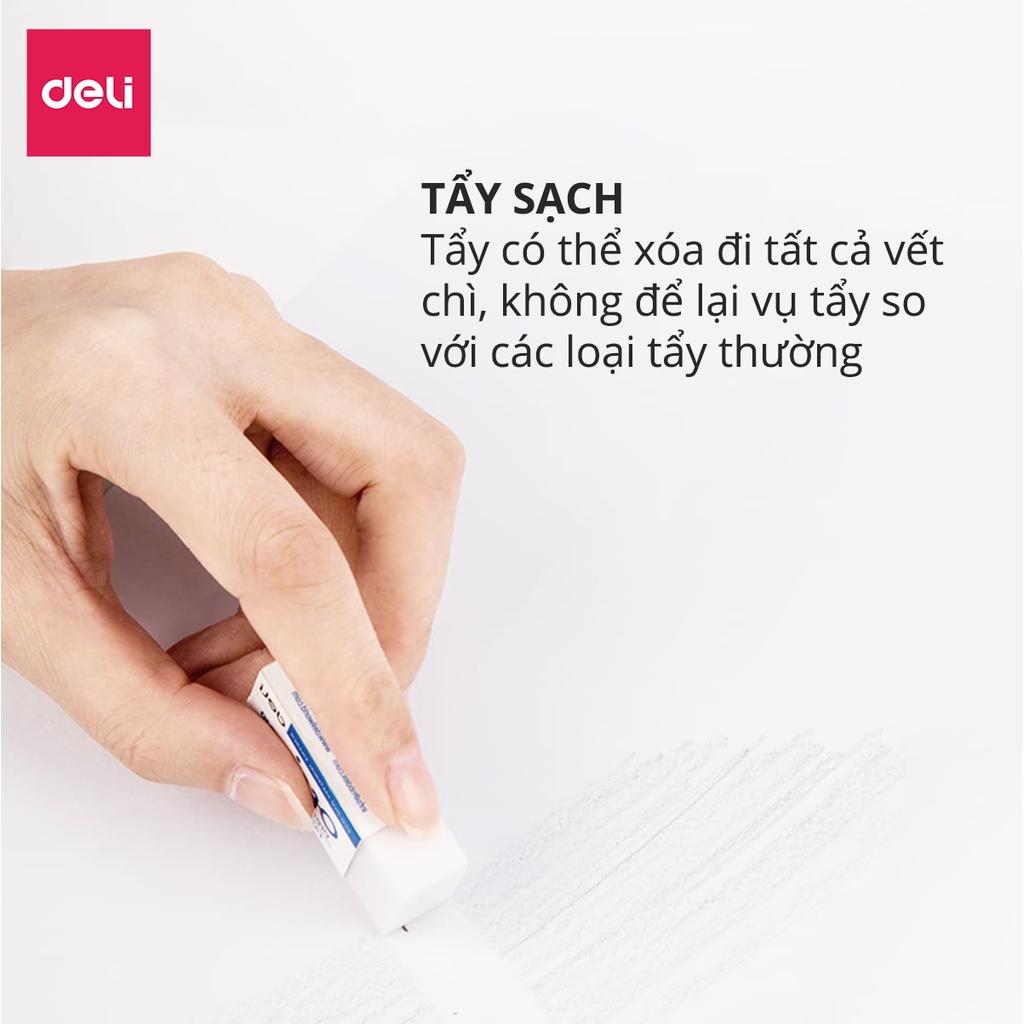 deli
TẨY SẠCH
Tẩy có thể xóa đi tất cả vết
chì, không để lại vụ tẩy so
với các loại tẩy thường
deli